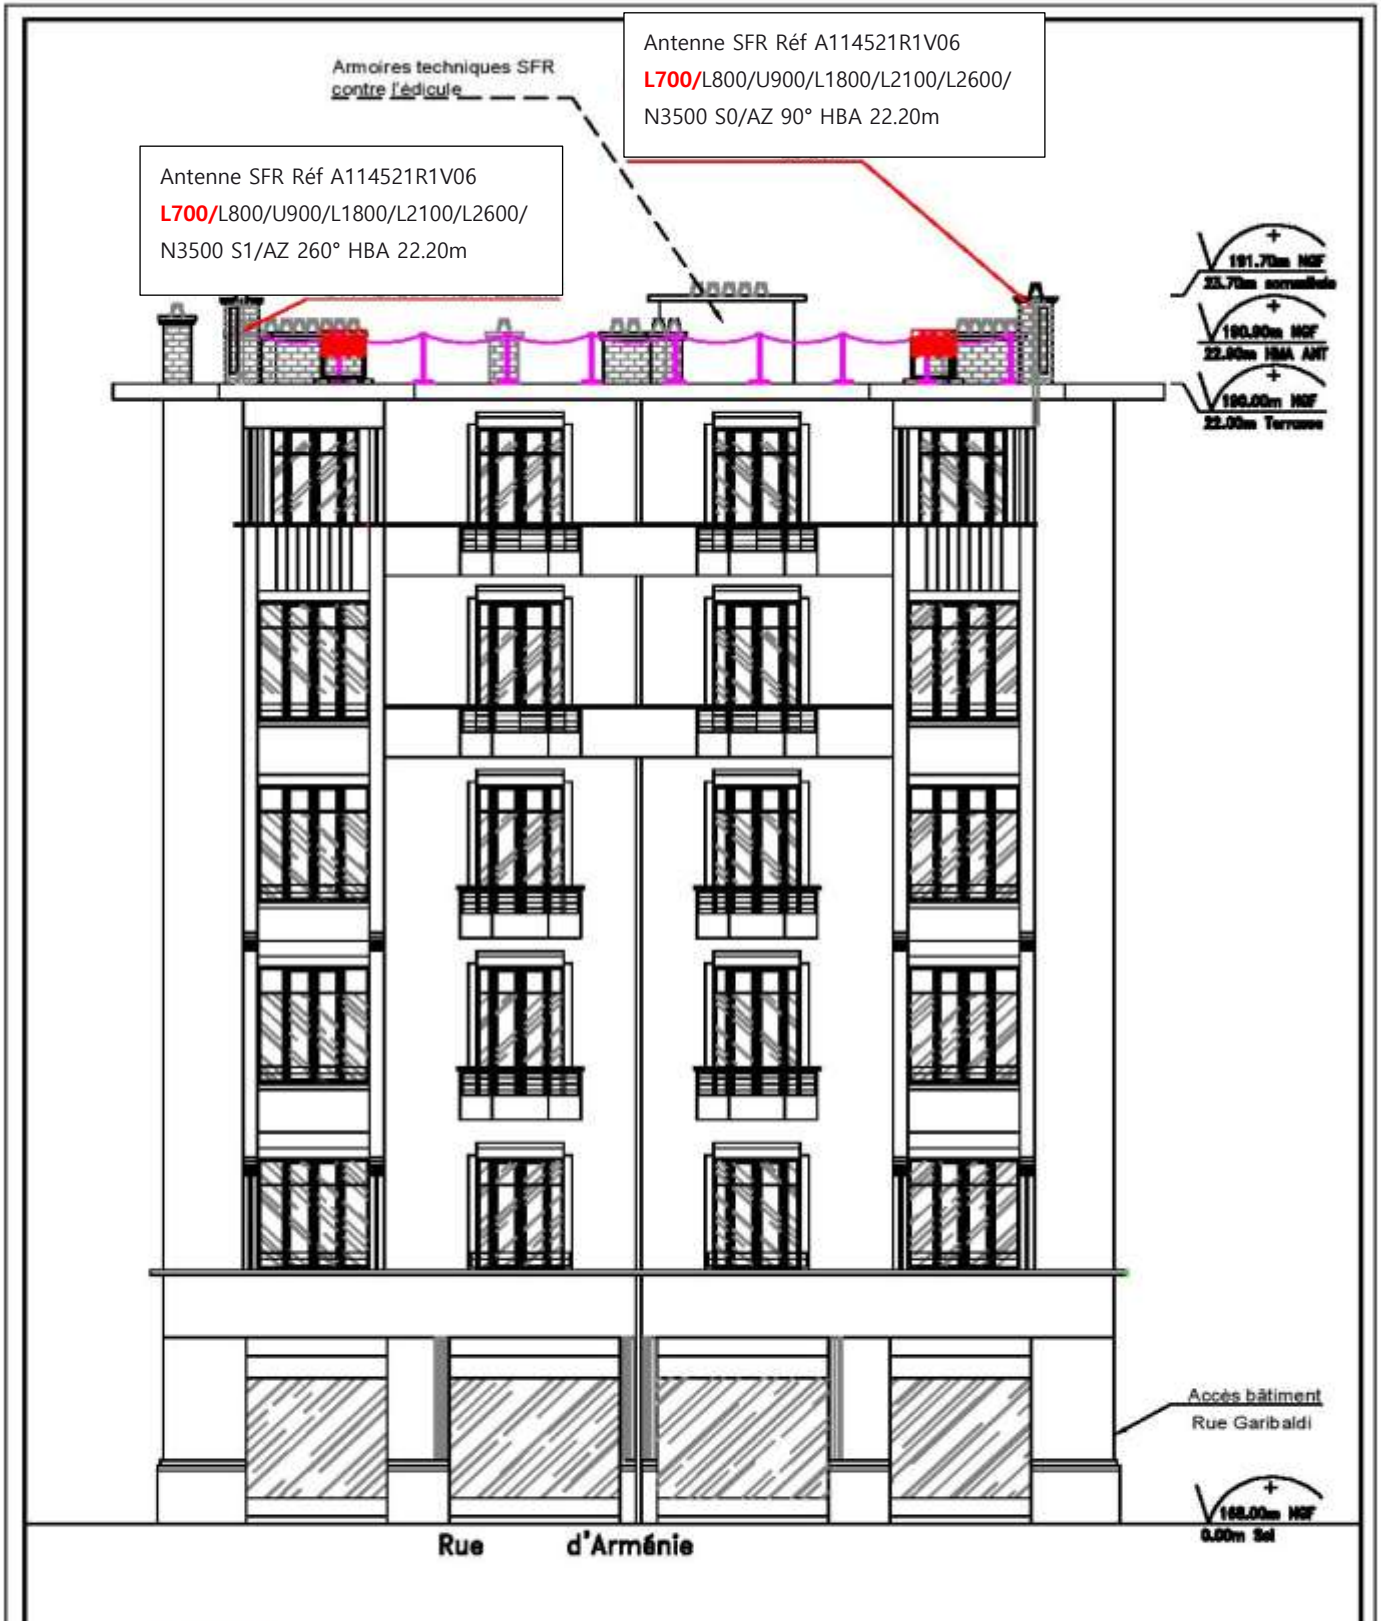 Antenne SFR Réf A114521R1V06
L700/L800/U900/L1800/L2100/L2600/
N3500 S0/AZ 90° HBA 22.20m
Armoires techniques SFR
contre l'édicule
Antenne SFR Réf A114521R1V06
L700/L800/U900/L1800/L2100/L2600/
N3500 S1/AZ 260° HBA 22.20m
191.70m NGF
23.70m
190.90m NGF
22.90m HMA ANT
190.00m NGF
22.00m Terrasse
Accès bâtiment
Rue Garibaldi
168.00m NGF
0.00m Sol
Rue d'Arménie